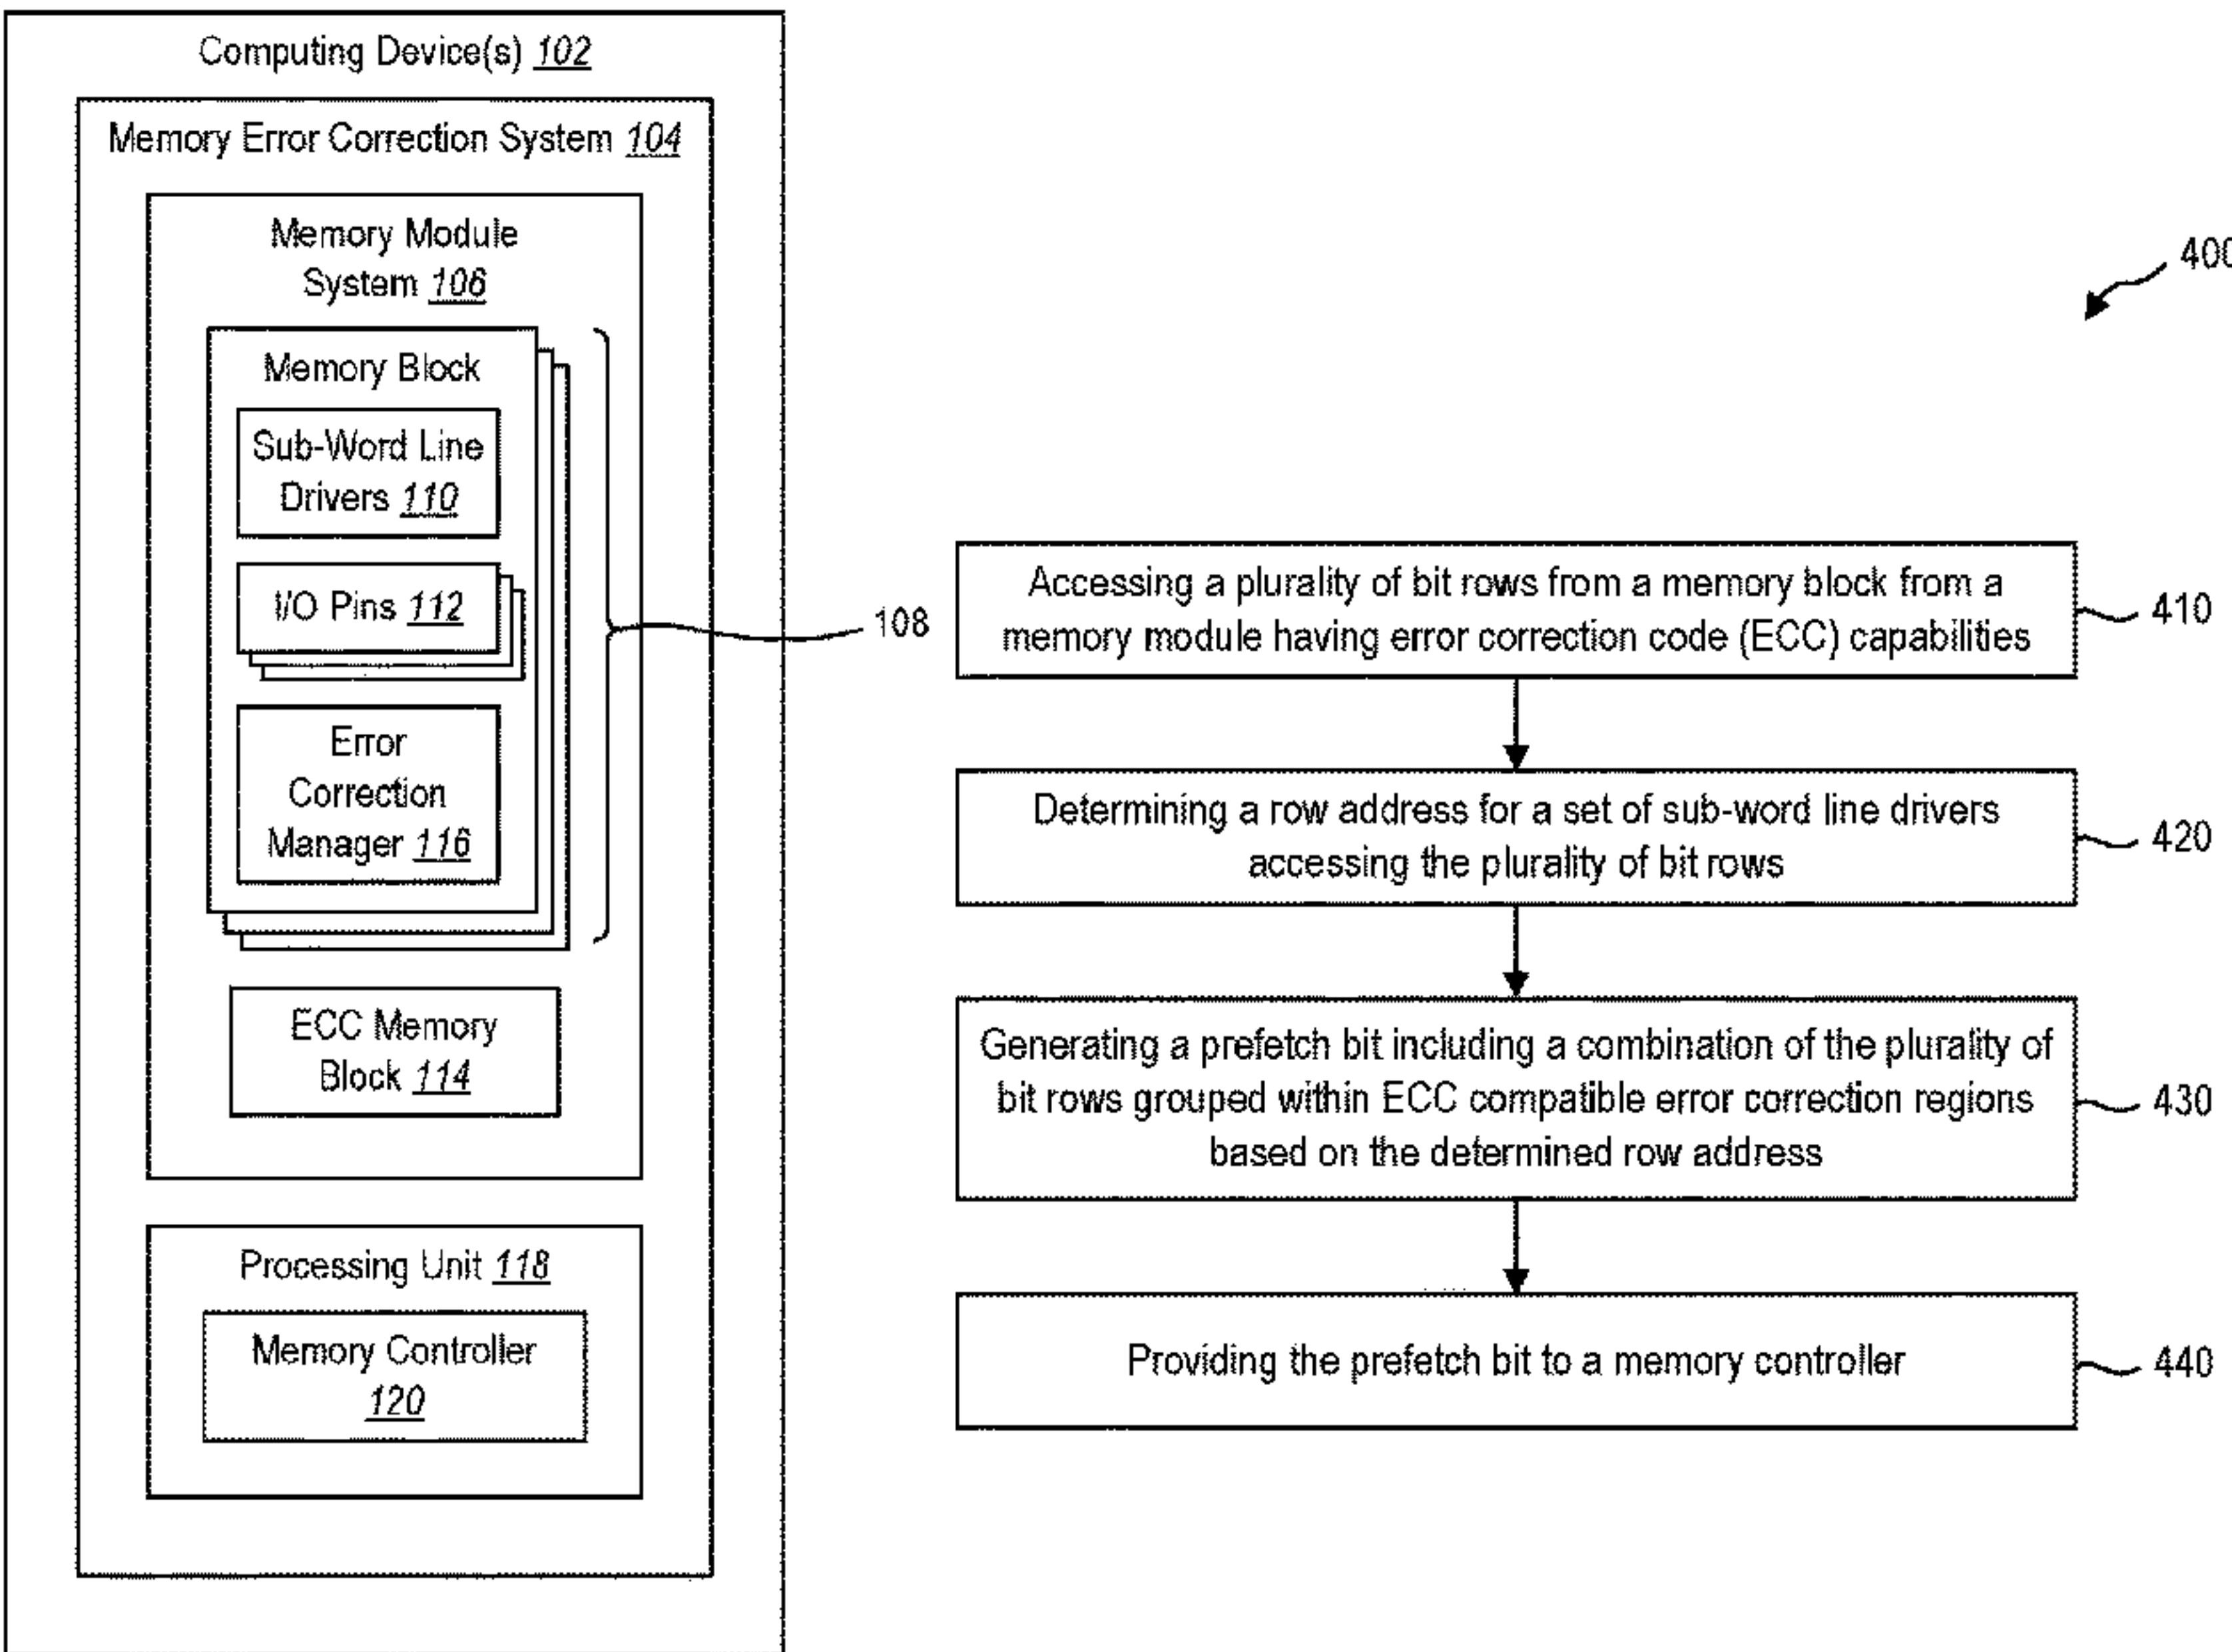 Computing Device(s) 102
Memory Error Correction System 104
Memory Module
System 106
Memory Block
Sub-Word Line
Drivers 110
I/O Pins 112
Error
Correction
Manager 116
108
ECC Memory
Block 114
Processing Unit 118
Memory Controller
120
400
Accessing a plurality of bit rows from a memory block from a
memory module having error correction code (ECC) capabilities
410
Determining a row address for a set of sub-word line drivers
accessing the plurality of bit rows
420
Generating a prefetch bit including a combination of the plurality of
bit rows grouped within ECC compatible error correction regions
based on the determined row address
430
Providing the prefetch bit to a memory controller
440